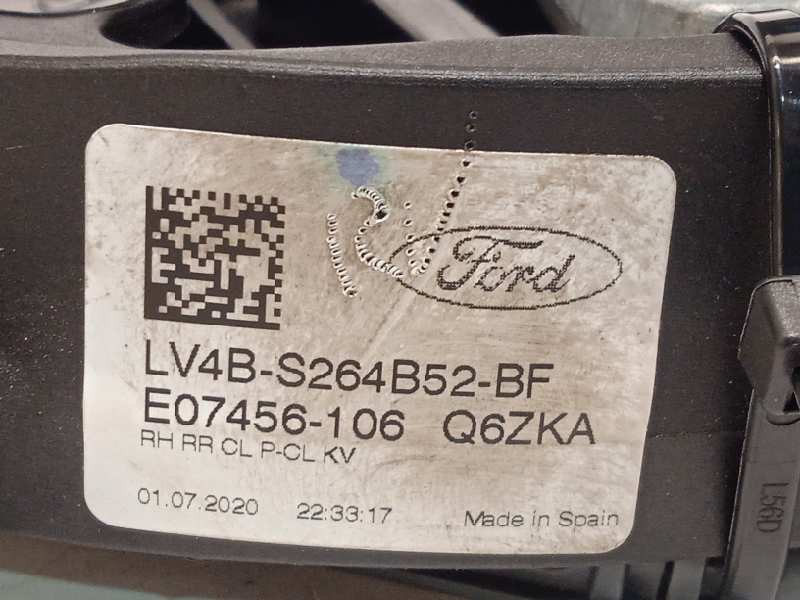 Ford
LV4B-S264B52-BF
E07456-106 Q6ZKA
RH RR CL P-CL KV
01.07.2020 22:33:17 Made in Spain
L56D